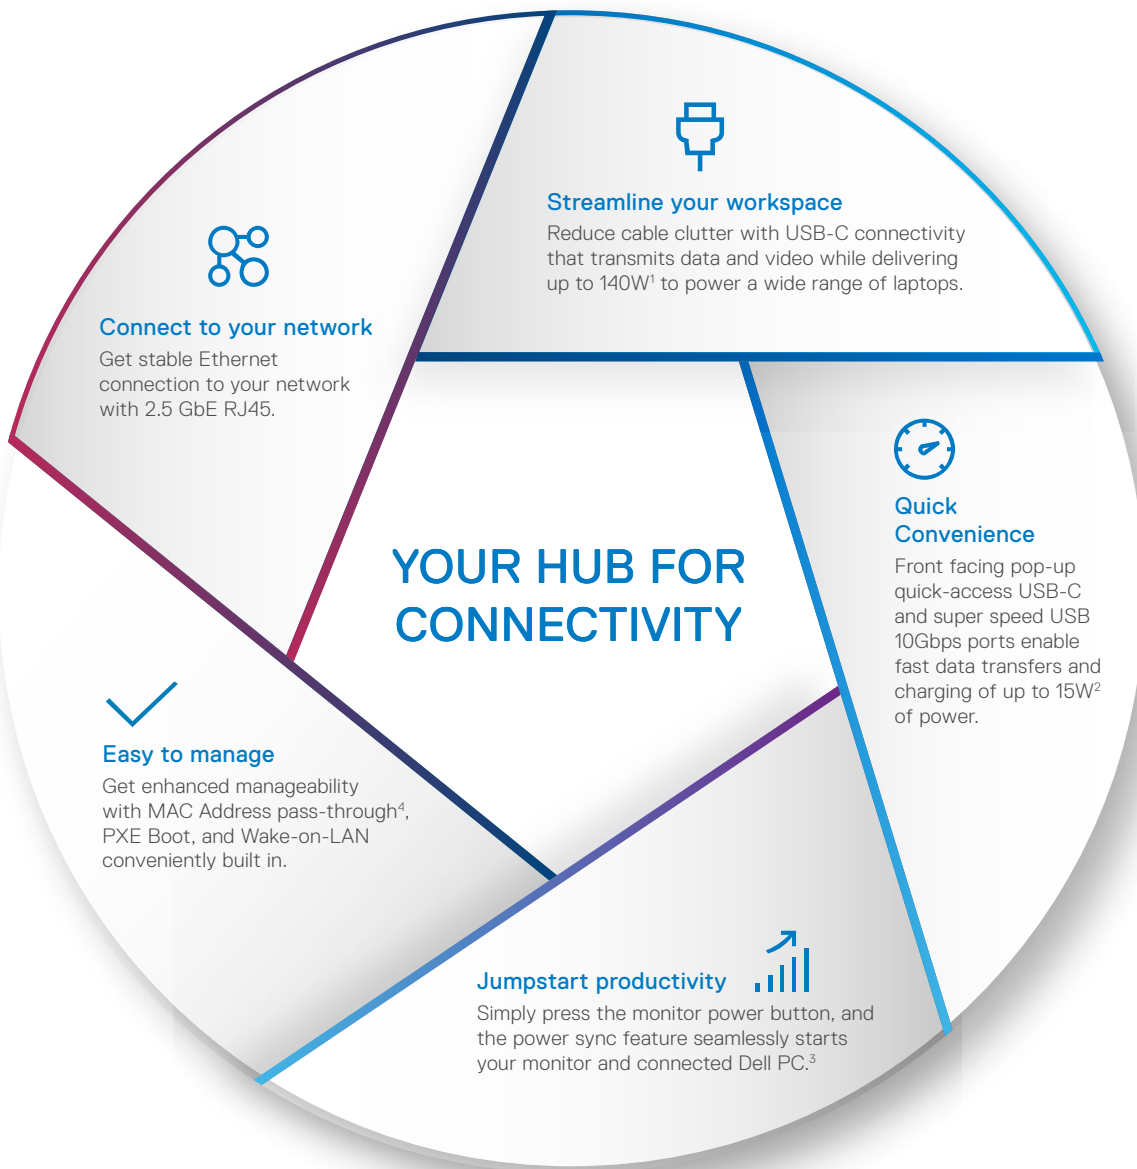 Streamline your workspace
Reduce cable clutter with USB-C connectivity
that transmits data and video while delivering
up to 140W¹ to power a wide range of laptops.
Connect to your network
Get stable Ethernet
connection to your network
with 2.5 GbE RJ45.
Quick
Convenience
Front facing pop-up
quick-access USB-C
and super speed USB
10Gbps ports enable
fast data transfers and
charging of up to 15W²
of power.
YOUR HUB FOR
CONNECTIVITY
Easy to manage
Get enhanced manageability
with MAC Address pass-through⁴,
PXE Boot, and Wake-on-LAN
conveniently built in.
Jumpstart productivity
Simply press the monitor power button, and
the power sync feature seamlessly starts
your monitor and connected Dell PC.³